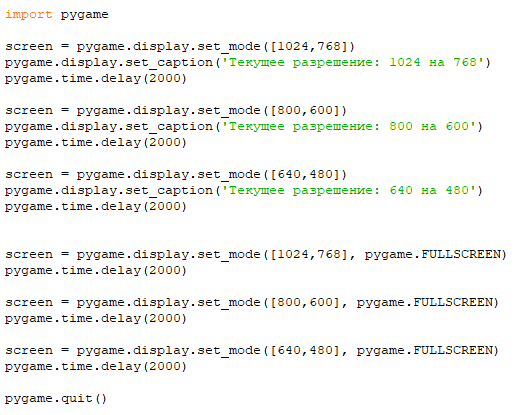 import pygame
screen = pygame.display.set_mode([1024,768])
pygame.display.set_caption('Текущее разрешение: 1024 на 768')
pygame.time.delay(2000)
screen = pygame.display.set_mode([800,600])
pygame.display.set_caption('Текущее разрешение: 800 на 600')
pygame.time.delay(2000)
screen = pygame.display.set_mode([640,480])
pygame.display.set_caption('Текущее разрешение: 640 на 480')
pygame.time.delay(2000)
screen = pygame.display.set_mode([1024,768], pygame.FULLSCREEN)
pygame.time.delay(2000)
screen = pygame.display.set_mode([800,600], pygame.FULLSCREEN)
pygame.time.delay(2000)
screen = pygame.display.set_mode([640,480], pygame.FULLSCREEN)
pygame.time.delay(2000)
pygame.quit()